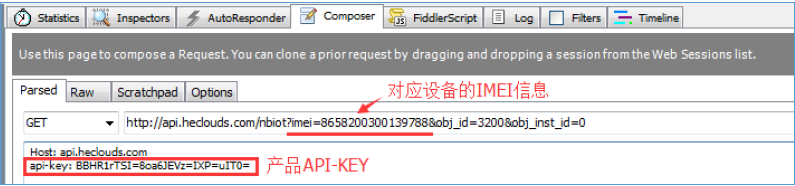 Statistics Inspectors AutoResponder Composer FiddlerScript Log Filters Timeline
Use this page to compose a Request. You can clone a prior request by dragging and dropping a session from the Web Sessions list.
Parsed Raw Scratchpad Options
对应设备的IMEI信息
GET http://api.heclouds.com/nbiot?imei=8658200300139788&obj_id=3200&obj_inst_id=0
Host: api.heclouds.com
api-key: BBHR1rTSI=8oa6JEVz=IXP=uIT0= 产品API-KEY